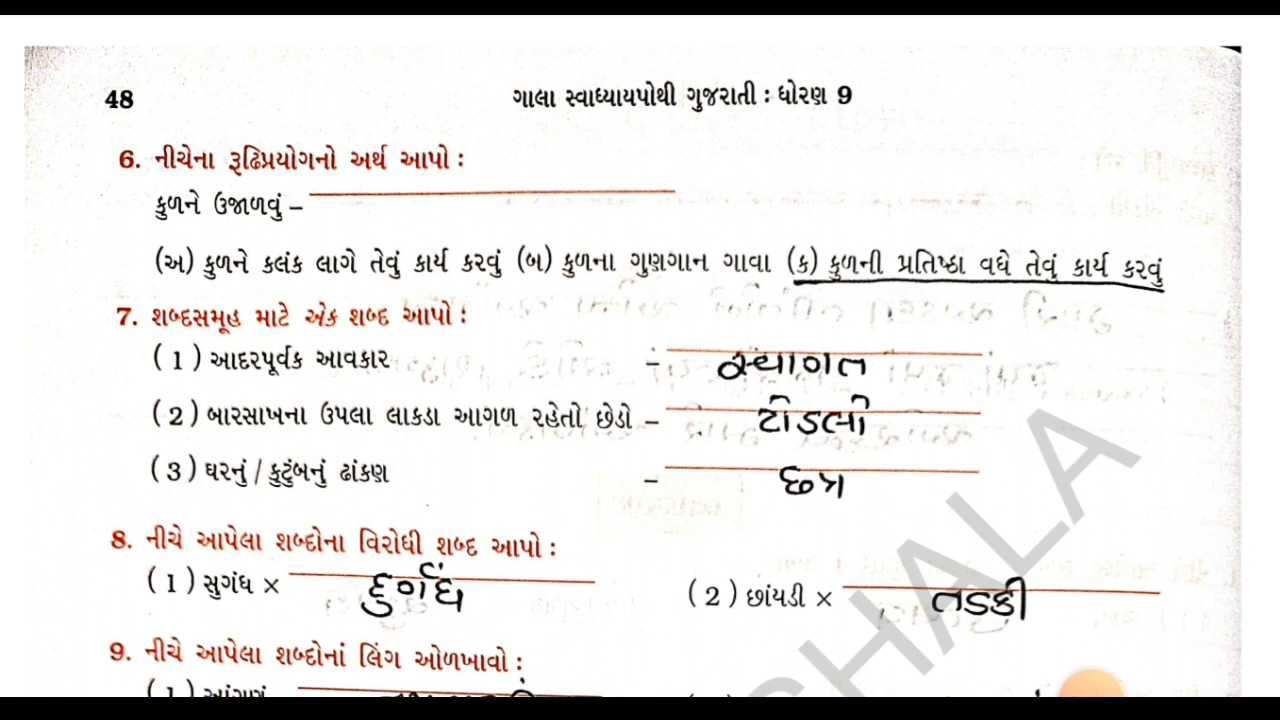 48 ગાલા સ્વાધ્યાયપોથી ગુજરાતી : ધોરણ 9
6. નીચેના રૂઢિપ્રયોગનો અર્થ આપો :
કુળને ઉજાળવું –
(અ) કુળને કલંક લાગે તેવું કાર્ય કરવું (બ) કુળના ગુણગાન ગાવા (ક) કુળની પ્રતિષ્ઠા વધે તેવું કાર્ય કરવું
7. શબ્દસમૂહ માટે એક શબ્દ આપો :
( 1 ) આદરપૂર્વક આવકાર – સ્વાગત
( 2 ) બારસાખના ઉપલા લાકડા આગળ રહેતો છેડો – ટોડલો
( 3 ) ઘરનું / કુટુંબનું ઢાંકણ – છત્ર
8. નીચે આપેલા શબ્દોના વિરોધી શબ્દ આપો :
( 1 ) સુગંધ × દુર્ગંધ ( 2 ) છાંયડી × તડકી
9. નીચે આપેલા શબ્દોનાં લિંગ ઓળખાવો :
( 1 ) આંગણું